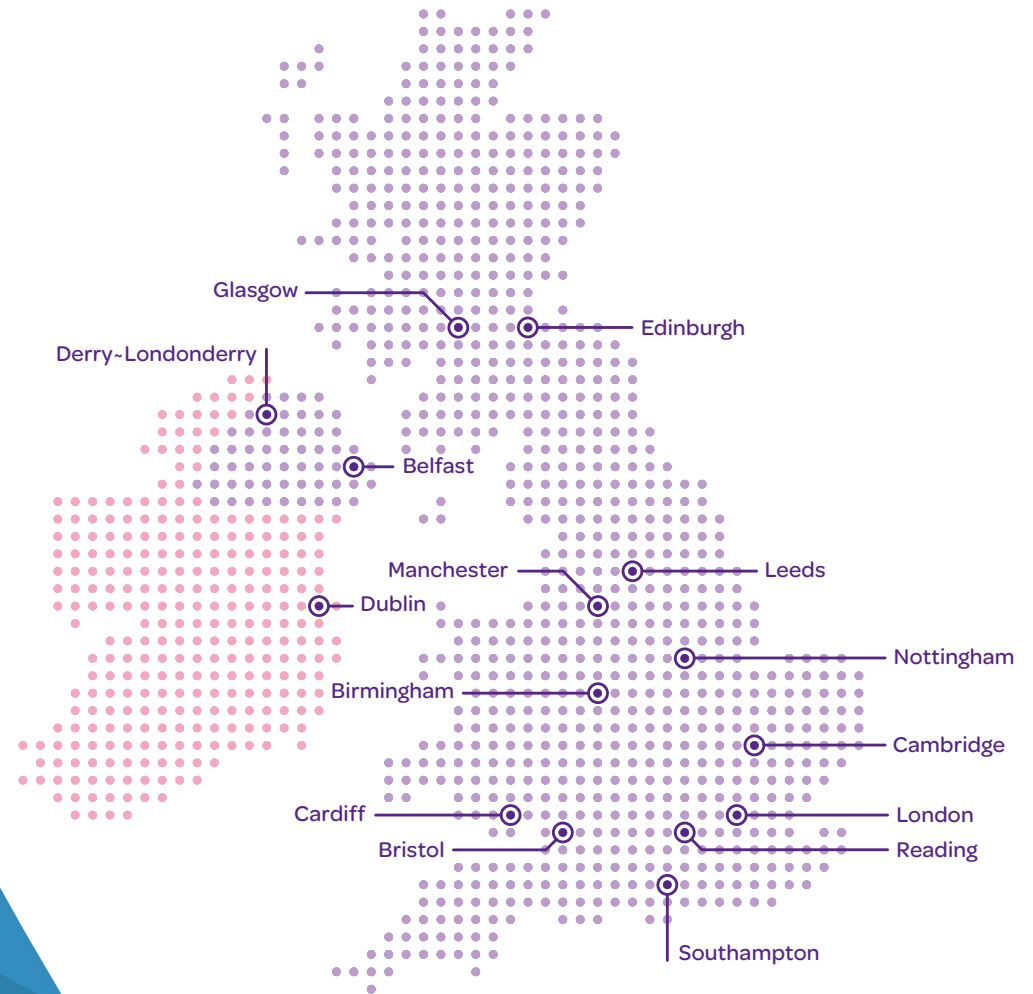 Glasgow
Edinburgh
Derry~Londonderry
Belfast
Manchester
Leeds
Dublin
Nottingham
Birmingham
Cambridge
Cardiff
London
Bristol
Reading
Southampton